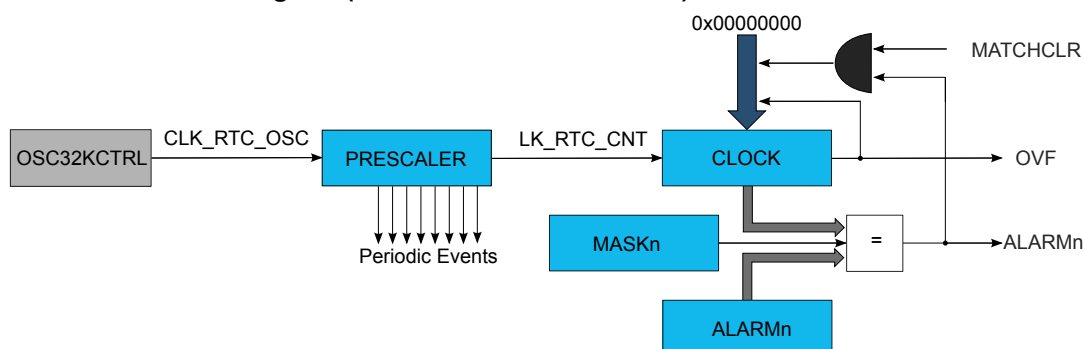 0x00000000
MATCHCLR
OSC32KCTRL
CLK_RTC_OSC
PRESCALER
LK_RTC_CNT
CLOCK
OVF
Periodic Events
MASKn
=
ALARMn
ALARMn